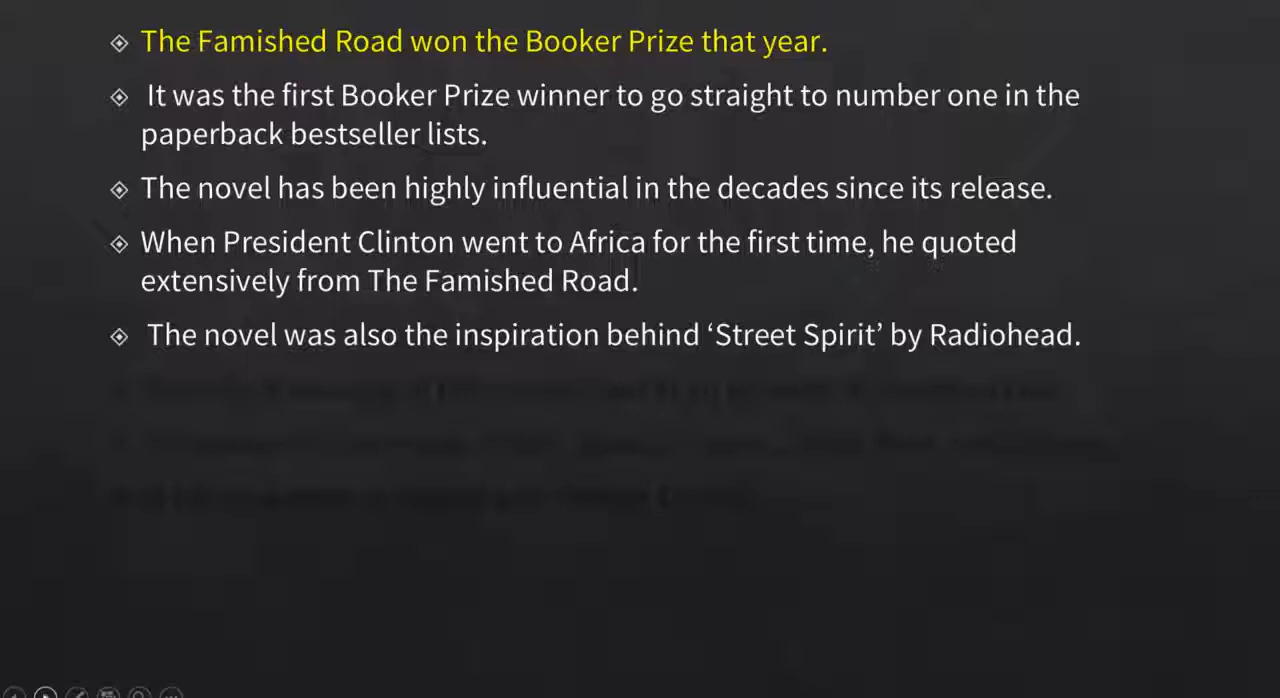 The Famished Road won the Booker Prize that year.
It was the first Booker Prize winner to go straight to number one in the
paperback bestseller lists.
The novel has been highly influential in the decades since its release.
When President Clinton went to Africa for the first time, he quoted
extensively from The Famished Road.
The novel was also the inspiration behind ‘Street Spirit’ by Radiohead.